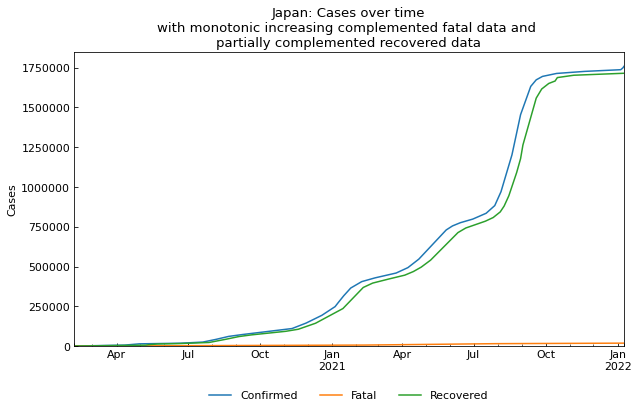 Japan: Cases over time
with monotonic increasing complemented fatal data and
partially complemented recovered data
1750000
1500000
1250000
1000000
750000
500000
250000
0
Cases
Apr Jul Oct Jan Apr Jul Oct Jan
2021 2022
Confirmed Fatal Recovered